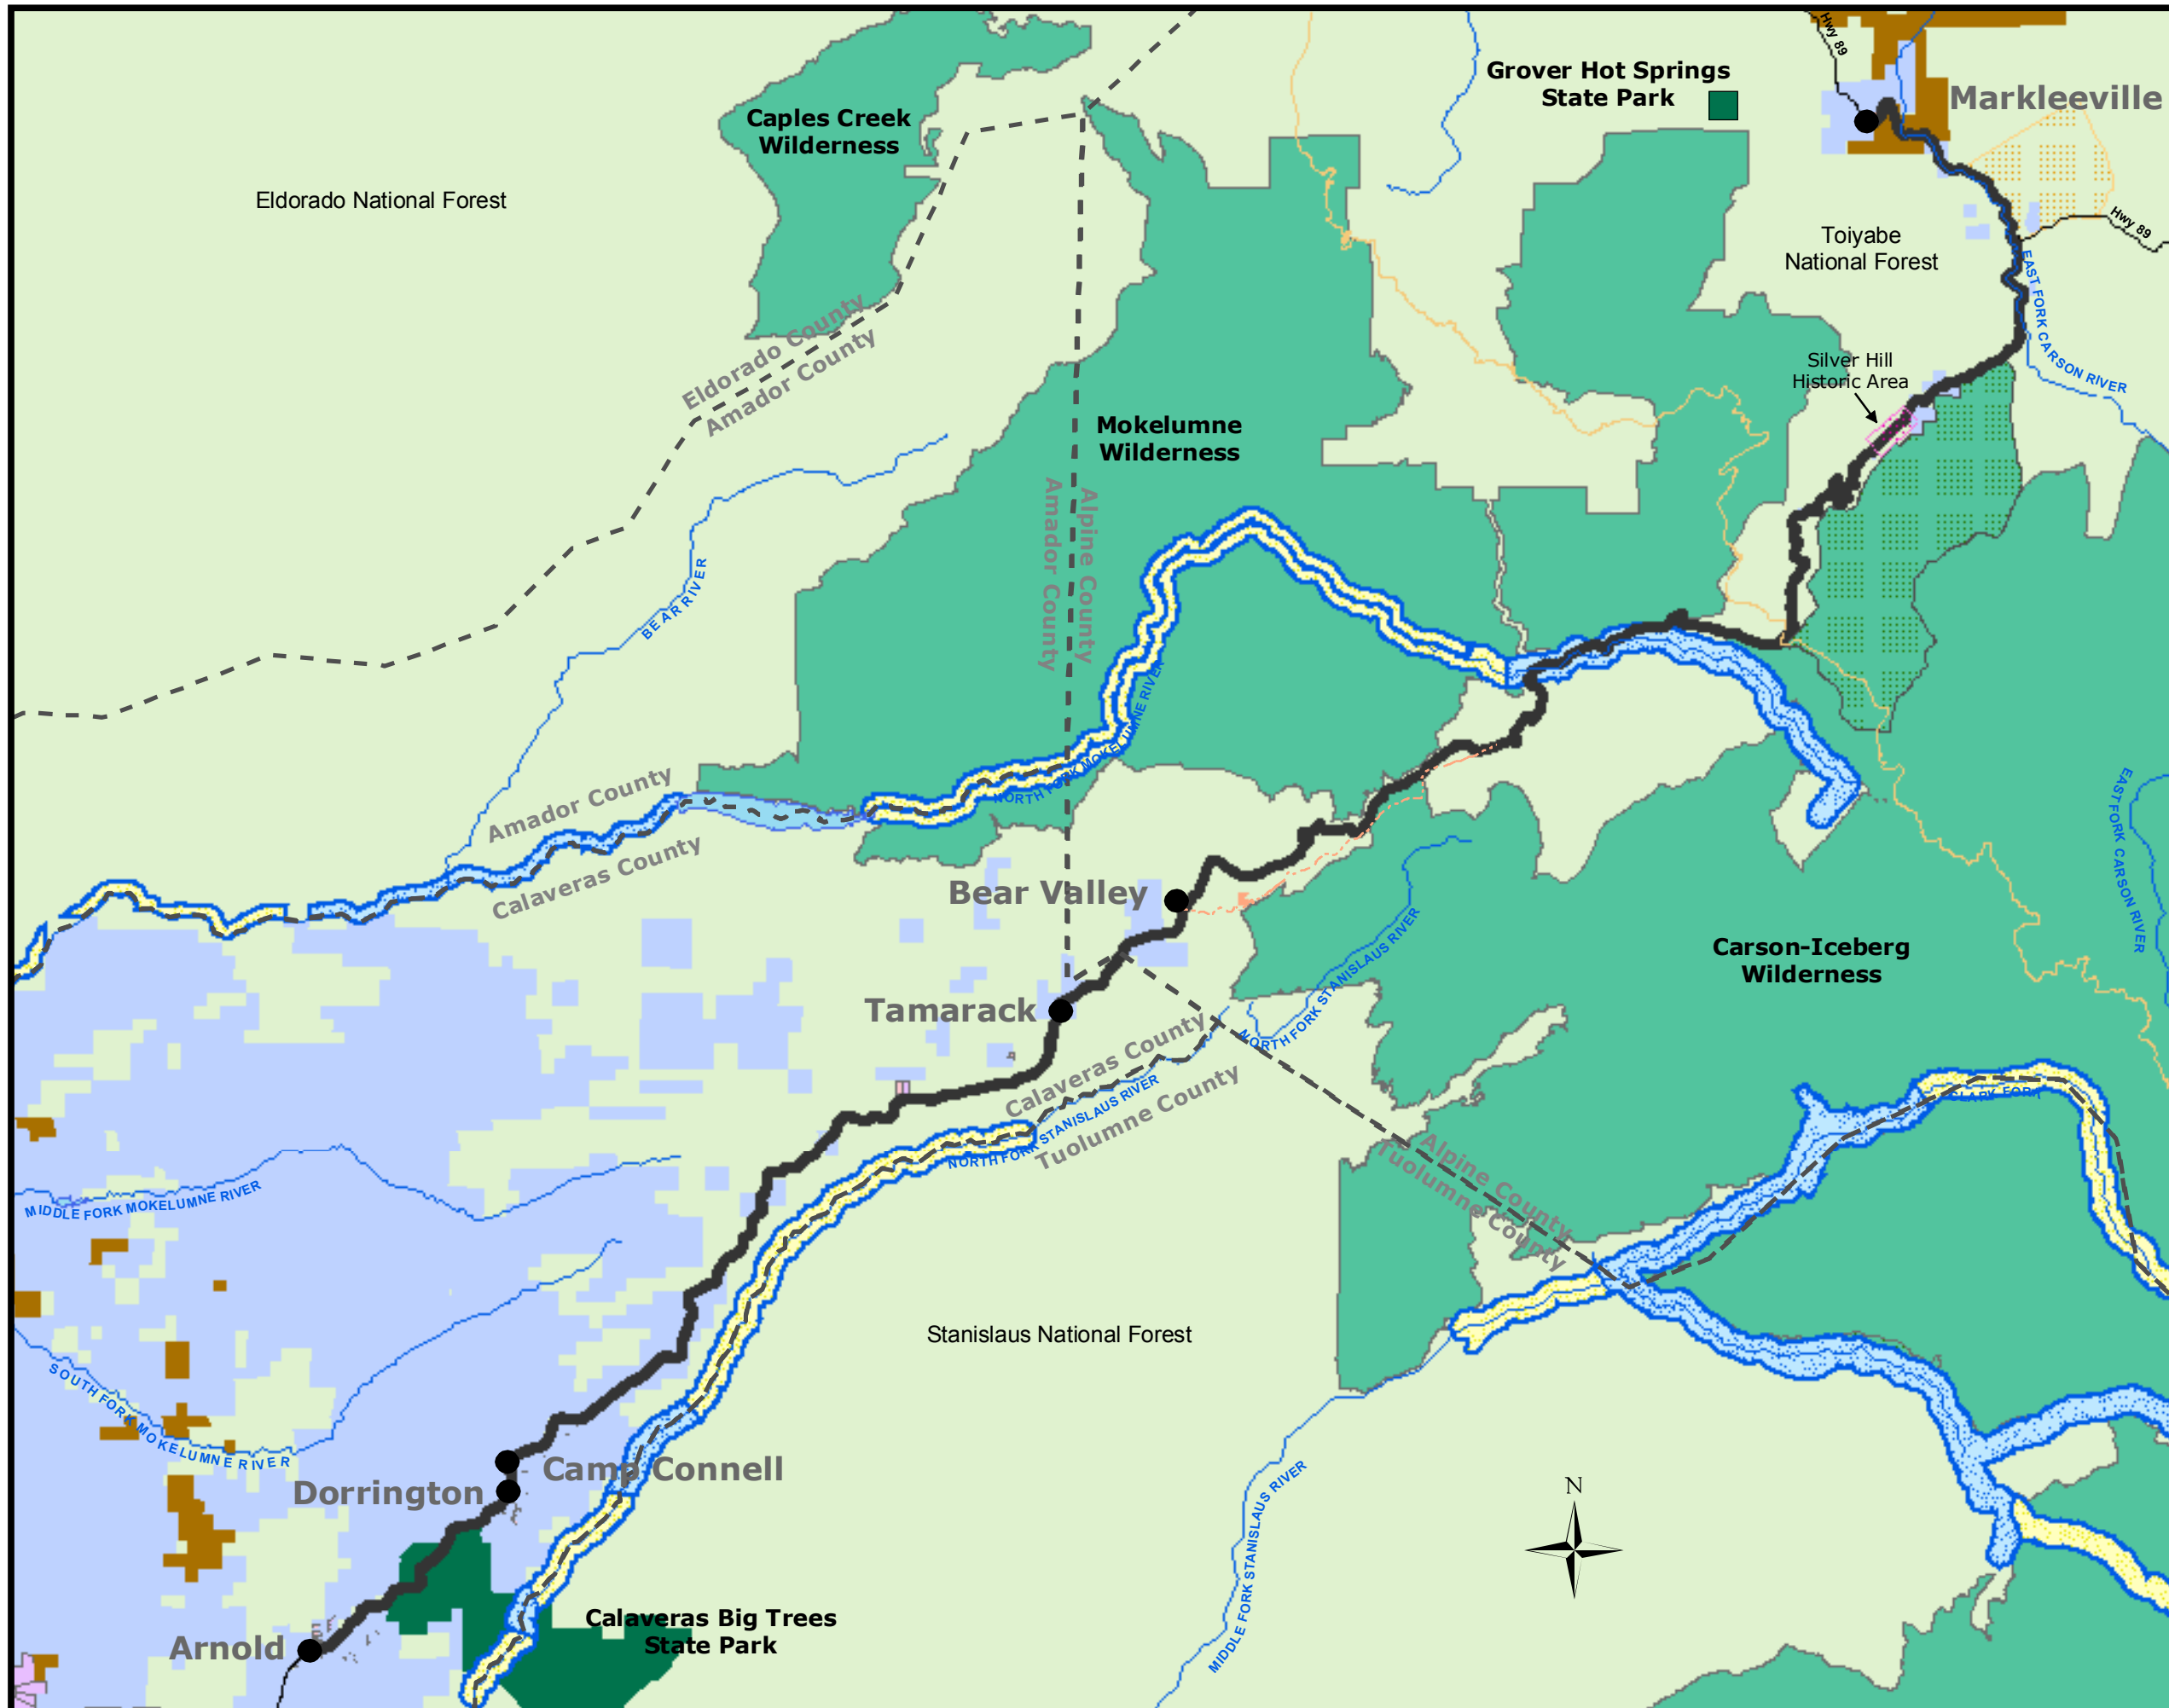 Hwy 89
Grover Hot Springs
State Park
Markleeville
Caples Creek
Wilderness
Eldorado National Forest
Hwy 89
Toiyabe
National Forest
EAST FORK CARSON RIVER
Eldorado County
Amador County
Silver Hill
Historic Area
Mokelumne
Wilderness
Amador County
Alpine County
BEAR RIVER
NORTH FORK MOKELUMNE RIVER
Amador County
Calaveras County
EAST FORK CARSON RIVER
Bear Valley
Carson-Iceberg
Wilderness
NORTH FORK STANISLAUS RIVER
Tamarack
Calaveras County
NORTH FORK STANISLAUS RIVER
Tuolumne County
CLARK FORK
Alpine County
Tuolumne County
MIDDLE FORK MOKELUMNE RIVER
Stanislaus National Forest
SOUTH FORK MOKELUMNE RIVER
Camp Connell
Dorrington
N
MIDDLE FORK STANISLAUS RIVER
Calaveras Big Trees
State Park
Arnold